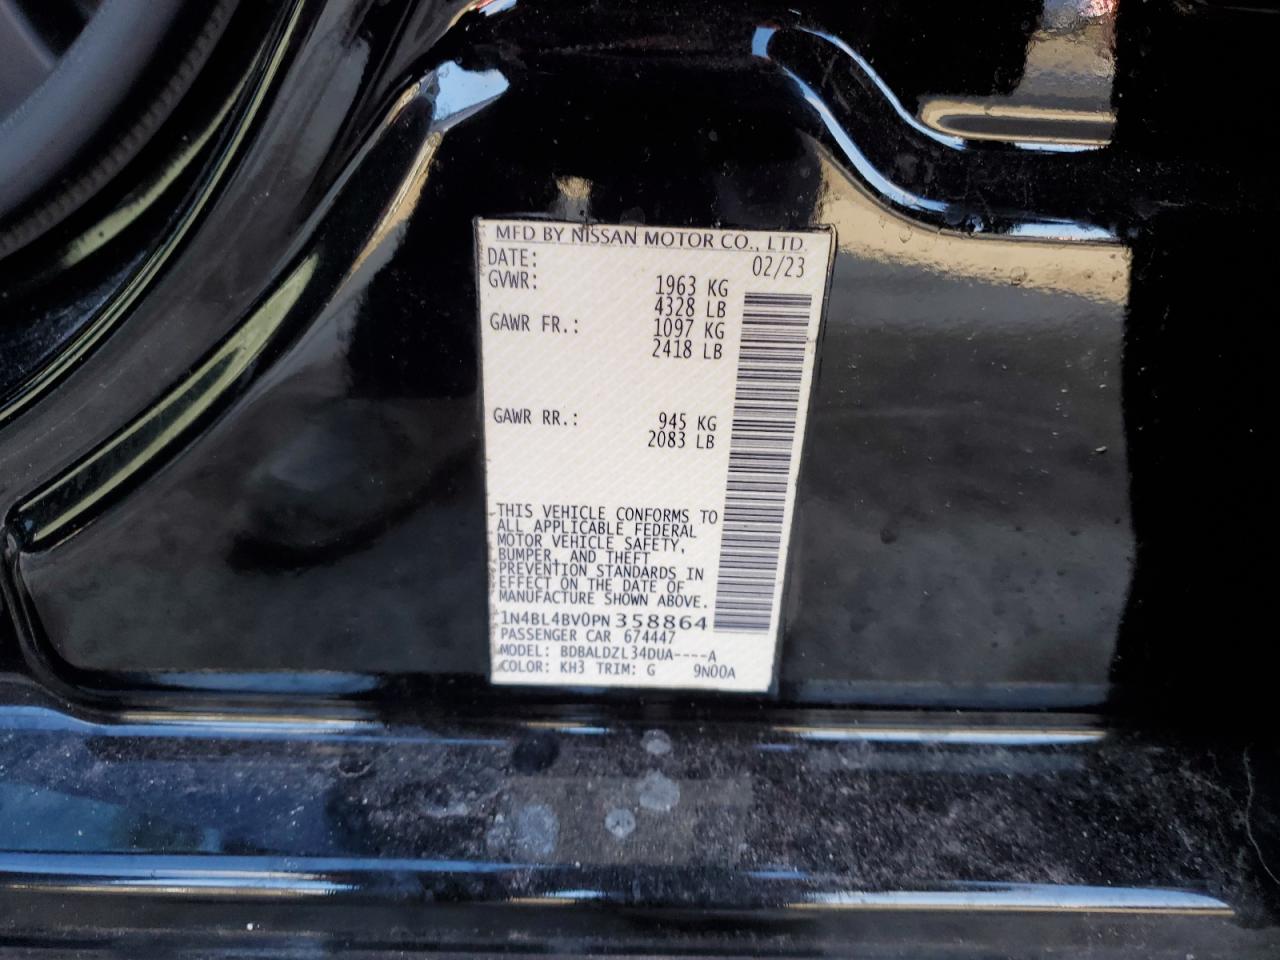 MFD BY NISSAN MOTOR CO., LTD.
DATE: 02/23
GVWR: 1963 KG
4328 LB
GAWR FR.: 1097 KG
2418 LB
GAWR RR.: 945 KG
2083 LB
THIS VEHICLE CONFORMS TO
ALL APPLICABLE FEDERAL
MOTOR VEHICLE SAFETY,
BUMPER, AND THEFT
PREVENTION STANDARDS IN
EFFECT ON THE DATE OF
MANUFACTURE SHOWN ABOVE.
1N4BL4BV0PN358864
PASSENGER CAR 674447
MODEL: BDBALDZL34DUA----A
COLOR: KH3 TRIM: G 9N00A